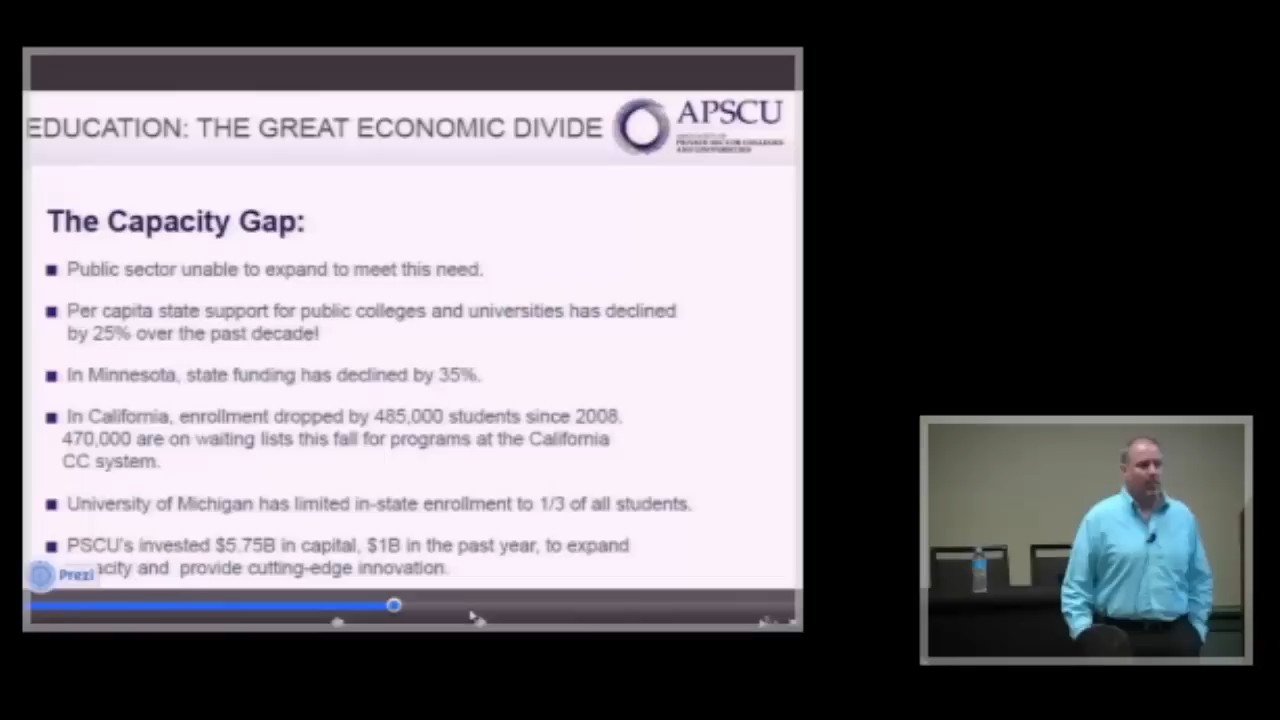 EDUCATION: THE GREAT ECONOMIC DIVIDE
APSCU
The Capacity Gap:
Public sector unable to expand to meet this need.
Per capita state support for public colleges and universities has declined
by 25% over the past decade!
In Minnesota, state funding has declined by 35%.
In California, enrollment dropped by 485,000 students since 2008.
470,000 are on waiting lists this fall for programs at the California
CC system.
University of Michigan has limited in-state enrollment to 1/3 of all students.
PSCU's invested $5.75B in capital, $1B in the past year, to expand
acity and provide cutting-edge innovation.
Prezi